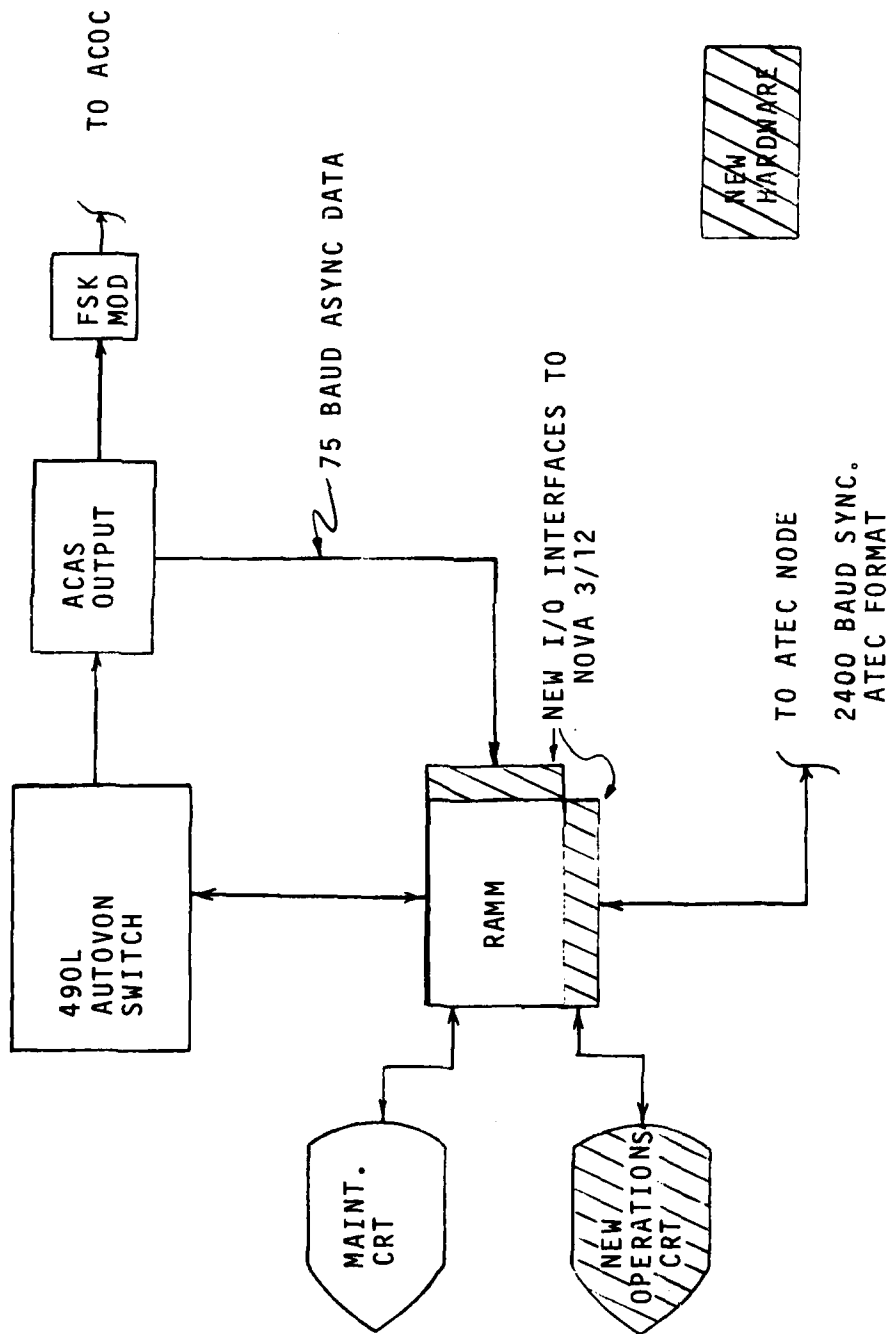 490L
AUTOVON
SWITCH
ACAS
OUTPUT
FSK
MOD
TO ACOC
75 BAUD ASYNC DATA
MAINT.
CRT
RAMM
NEW I/O INTERFACES TO
NOVA 3/12
NEW
OPERATIONS
CRT
TO ATEC NODE
2400 BAUD SYNC.
ATEC FORMAT
NEW
HARDWARE